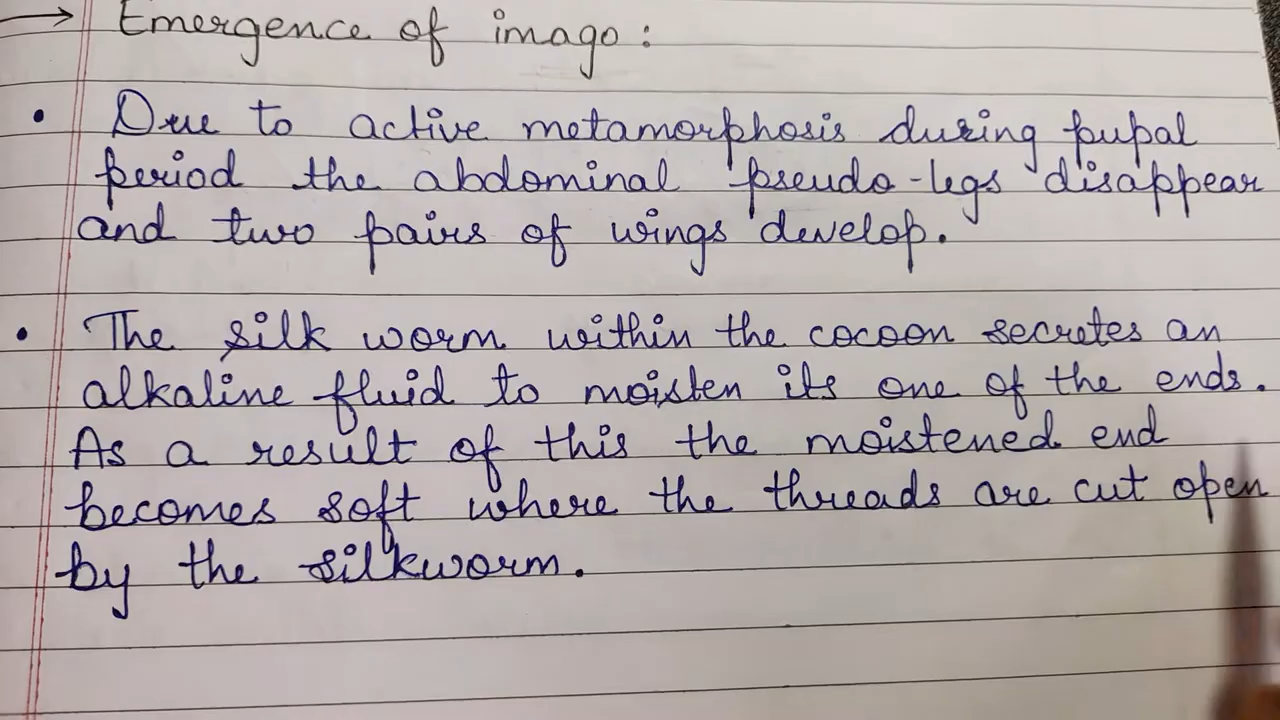 → Emergence of imago :
• Due to active metamorphosis during pupal
period the abdominal pseudo-legs disappear
and two pairs of wings develop.
• The silk worm within the cocoon secretes an
alkaline fluid to moisten its one of the ends.
As a result of this the moistened end
becomes soft where the threads are cut open
by the silkworm.